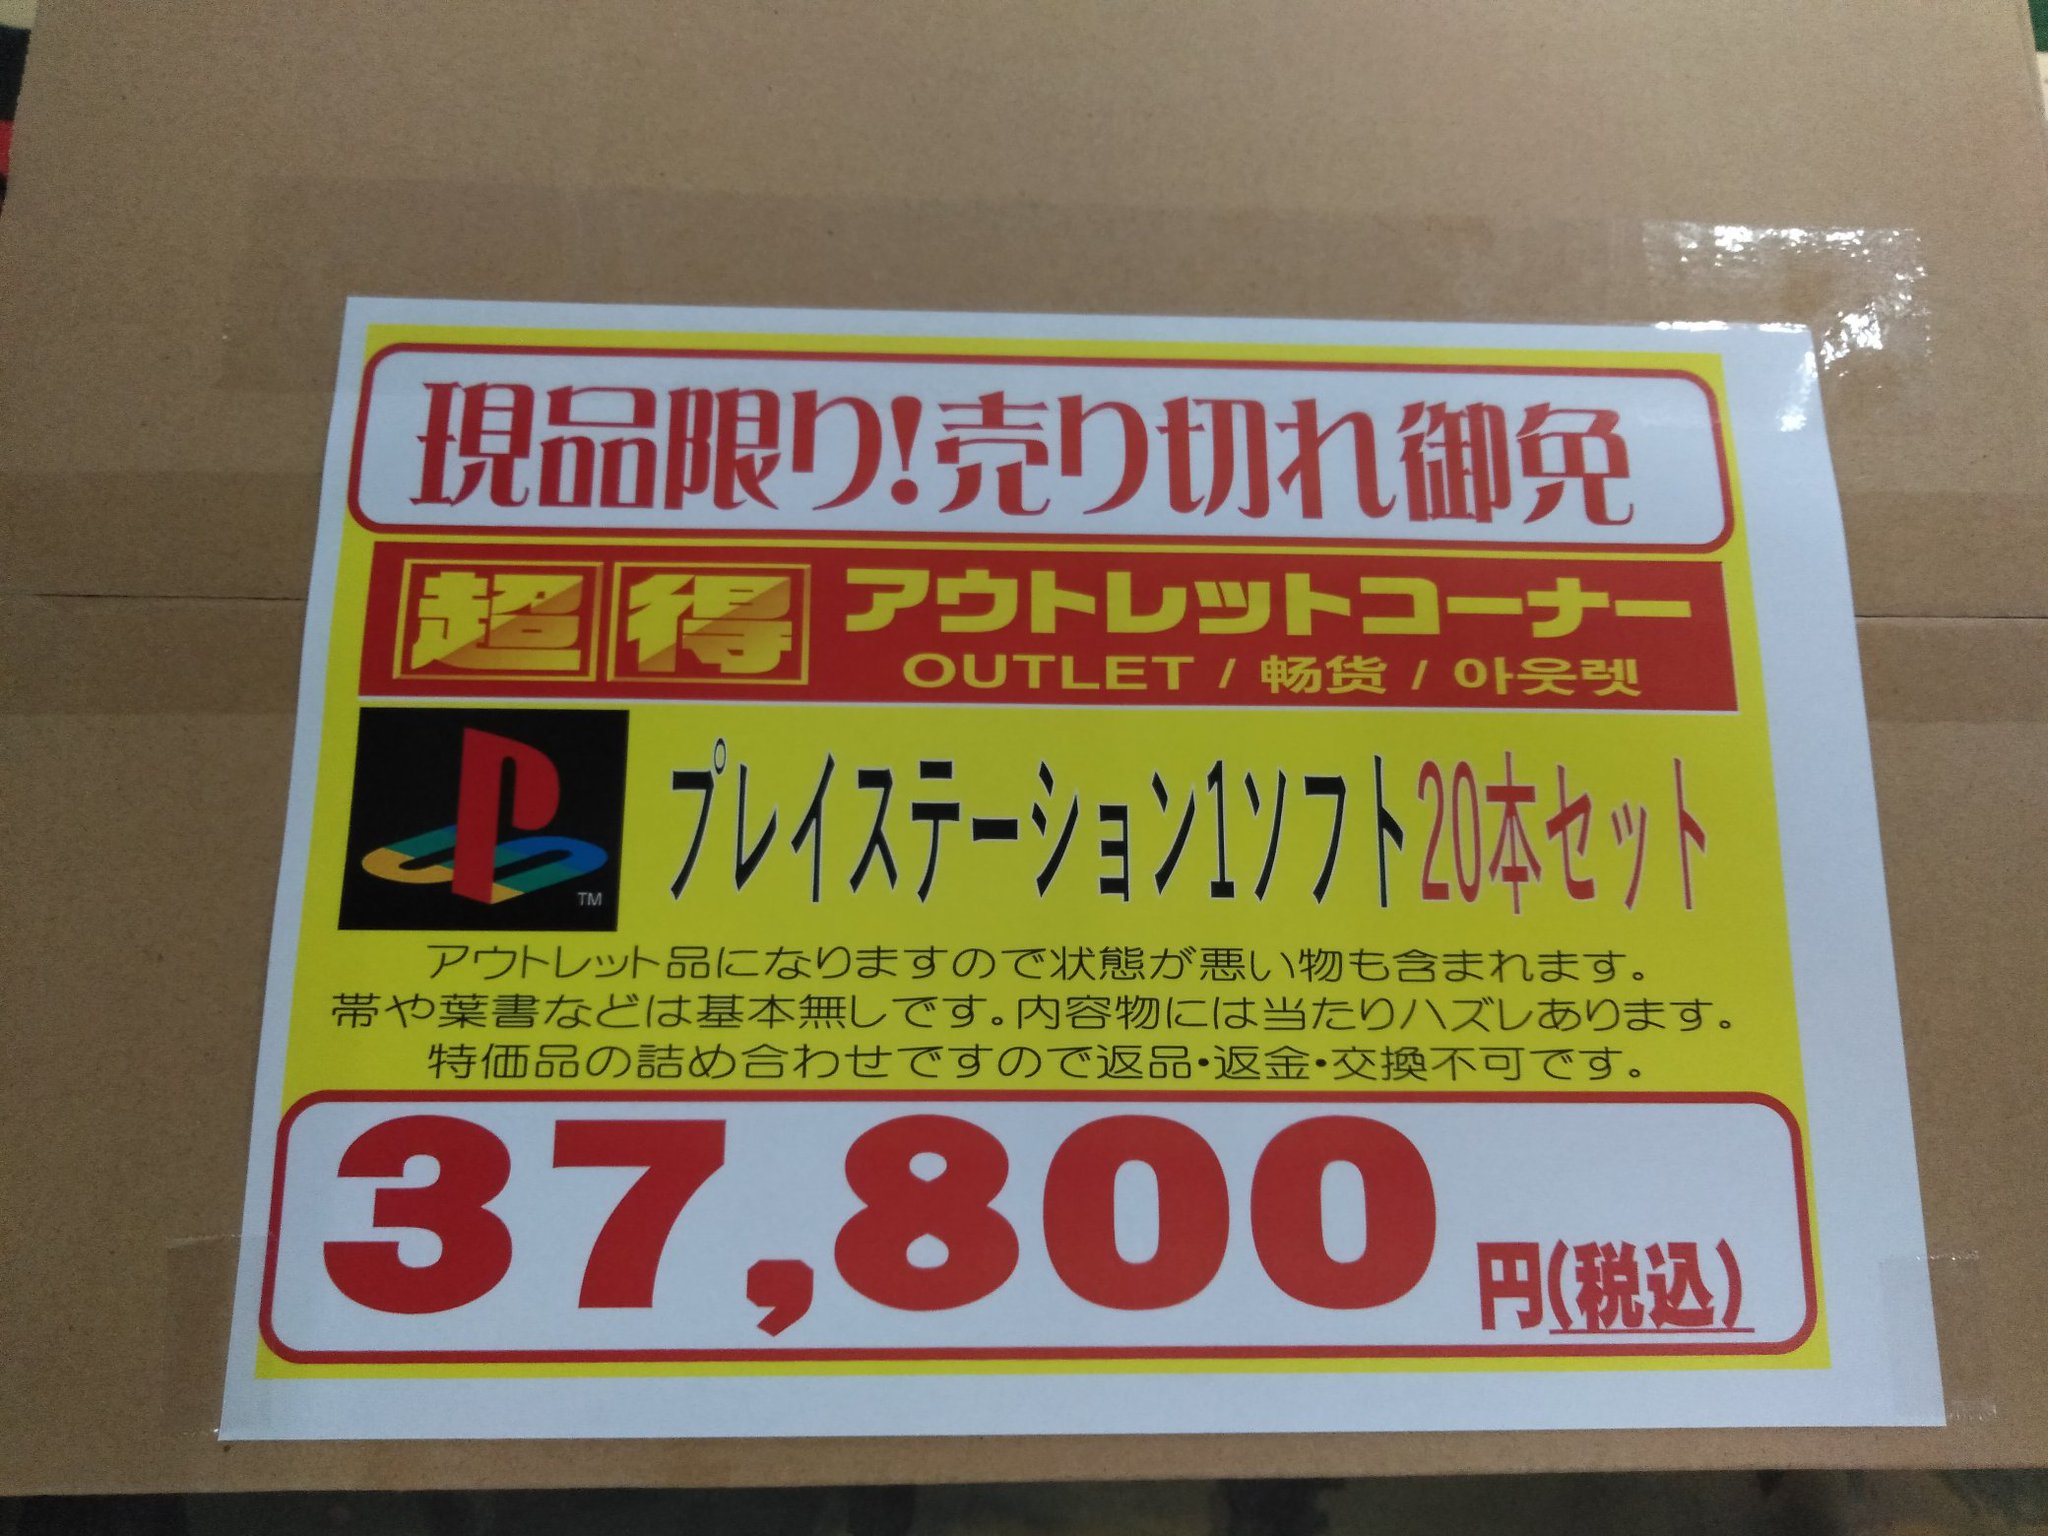 現品限り!売り切れ御免
超得 アウトレットコーナー
OUTLET / 畅货 / 아웃렛
プレイステーション1ソフト20本セット
TM
アウトレット品になりますので状態が悪い物も含まれます。
帯や葉書などは基本無しです。内容物には当たりハズレあります。
特価品の詰め合わせですので返品・返金・交換不可です。
37,800円(税込)